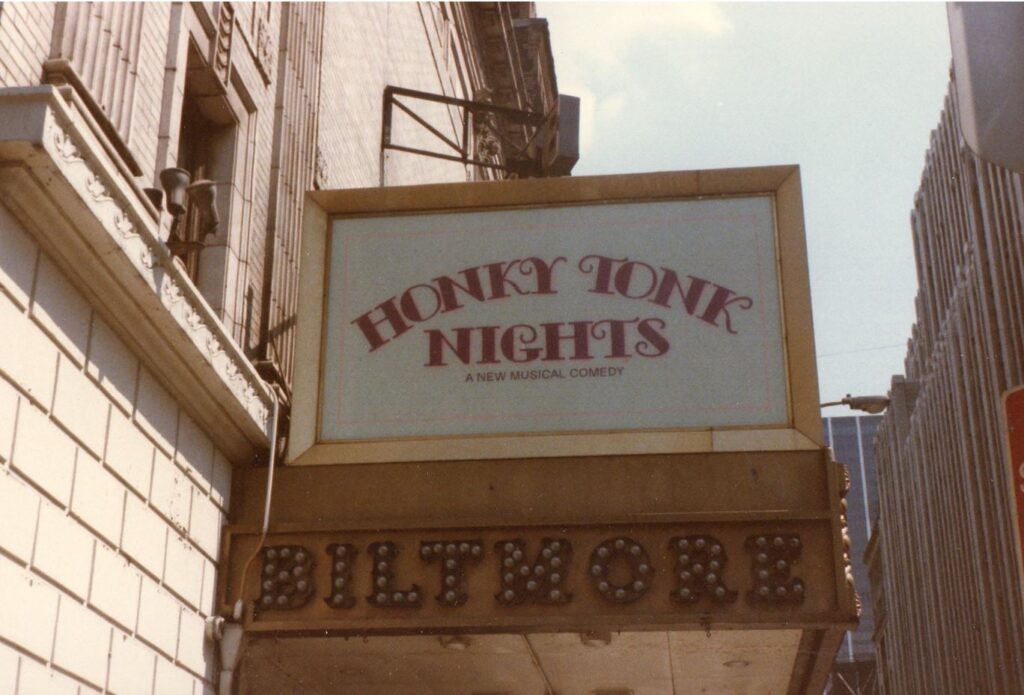 HONKY TONK
NIGHTS
A NEW MUSICAL COMEDY
BILTMORE